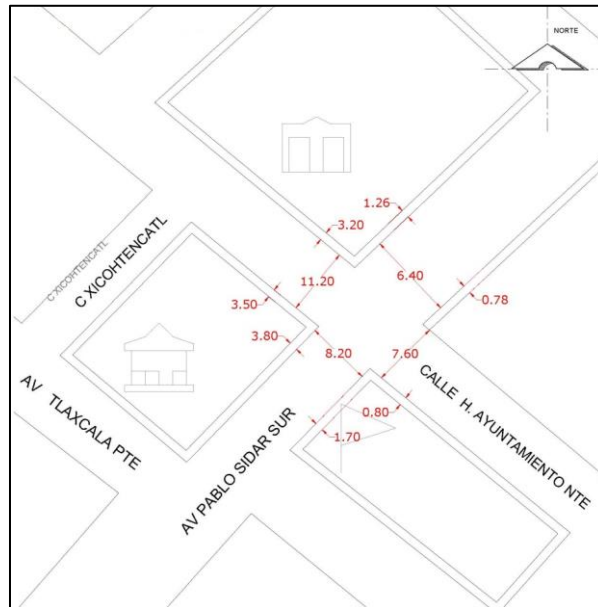 NORTE
1.26
3.20
6.40
11.20
0.78
3.50
3.80
8.20
7.60
0.80
1.70
C XICOHTENCATL
C XICOHTENCATL
AV TLAXCALA PTE
AV PABLO SIDAR SUR
CALLE H. AYUNTAMIENTO NTE